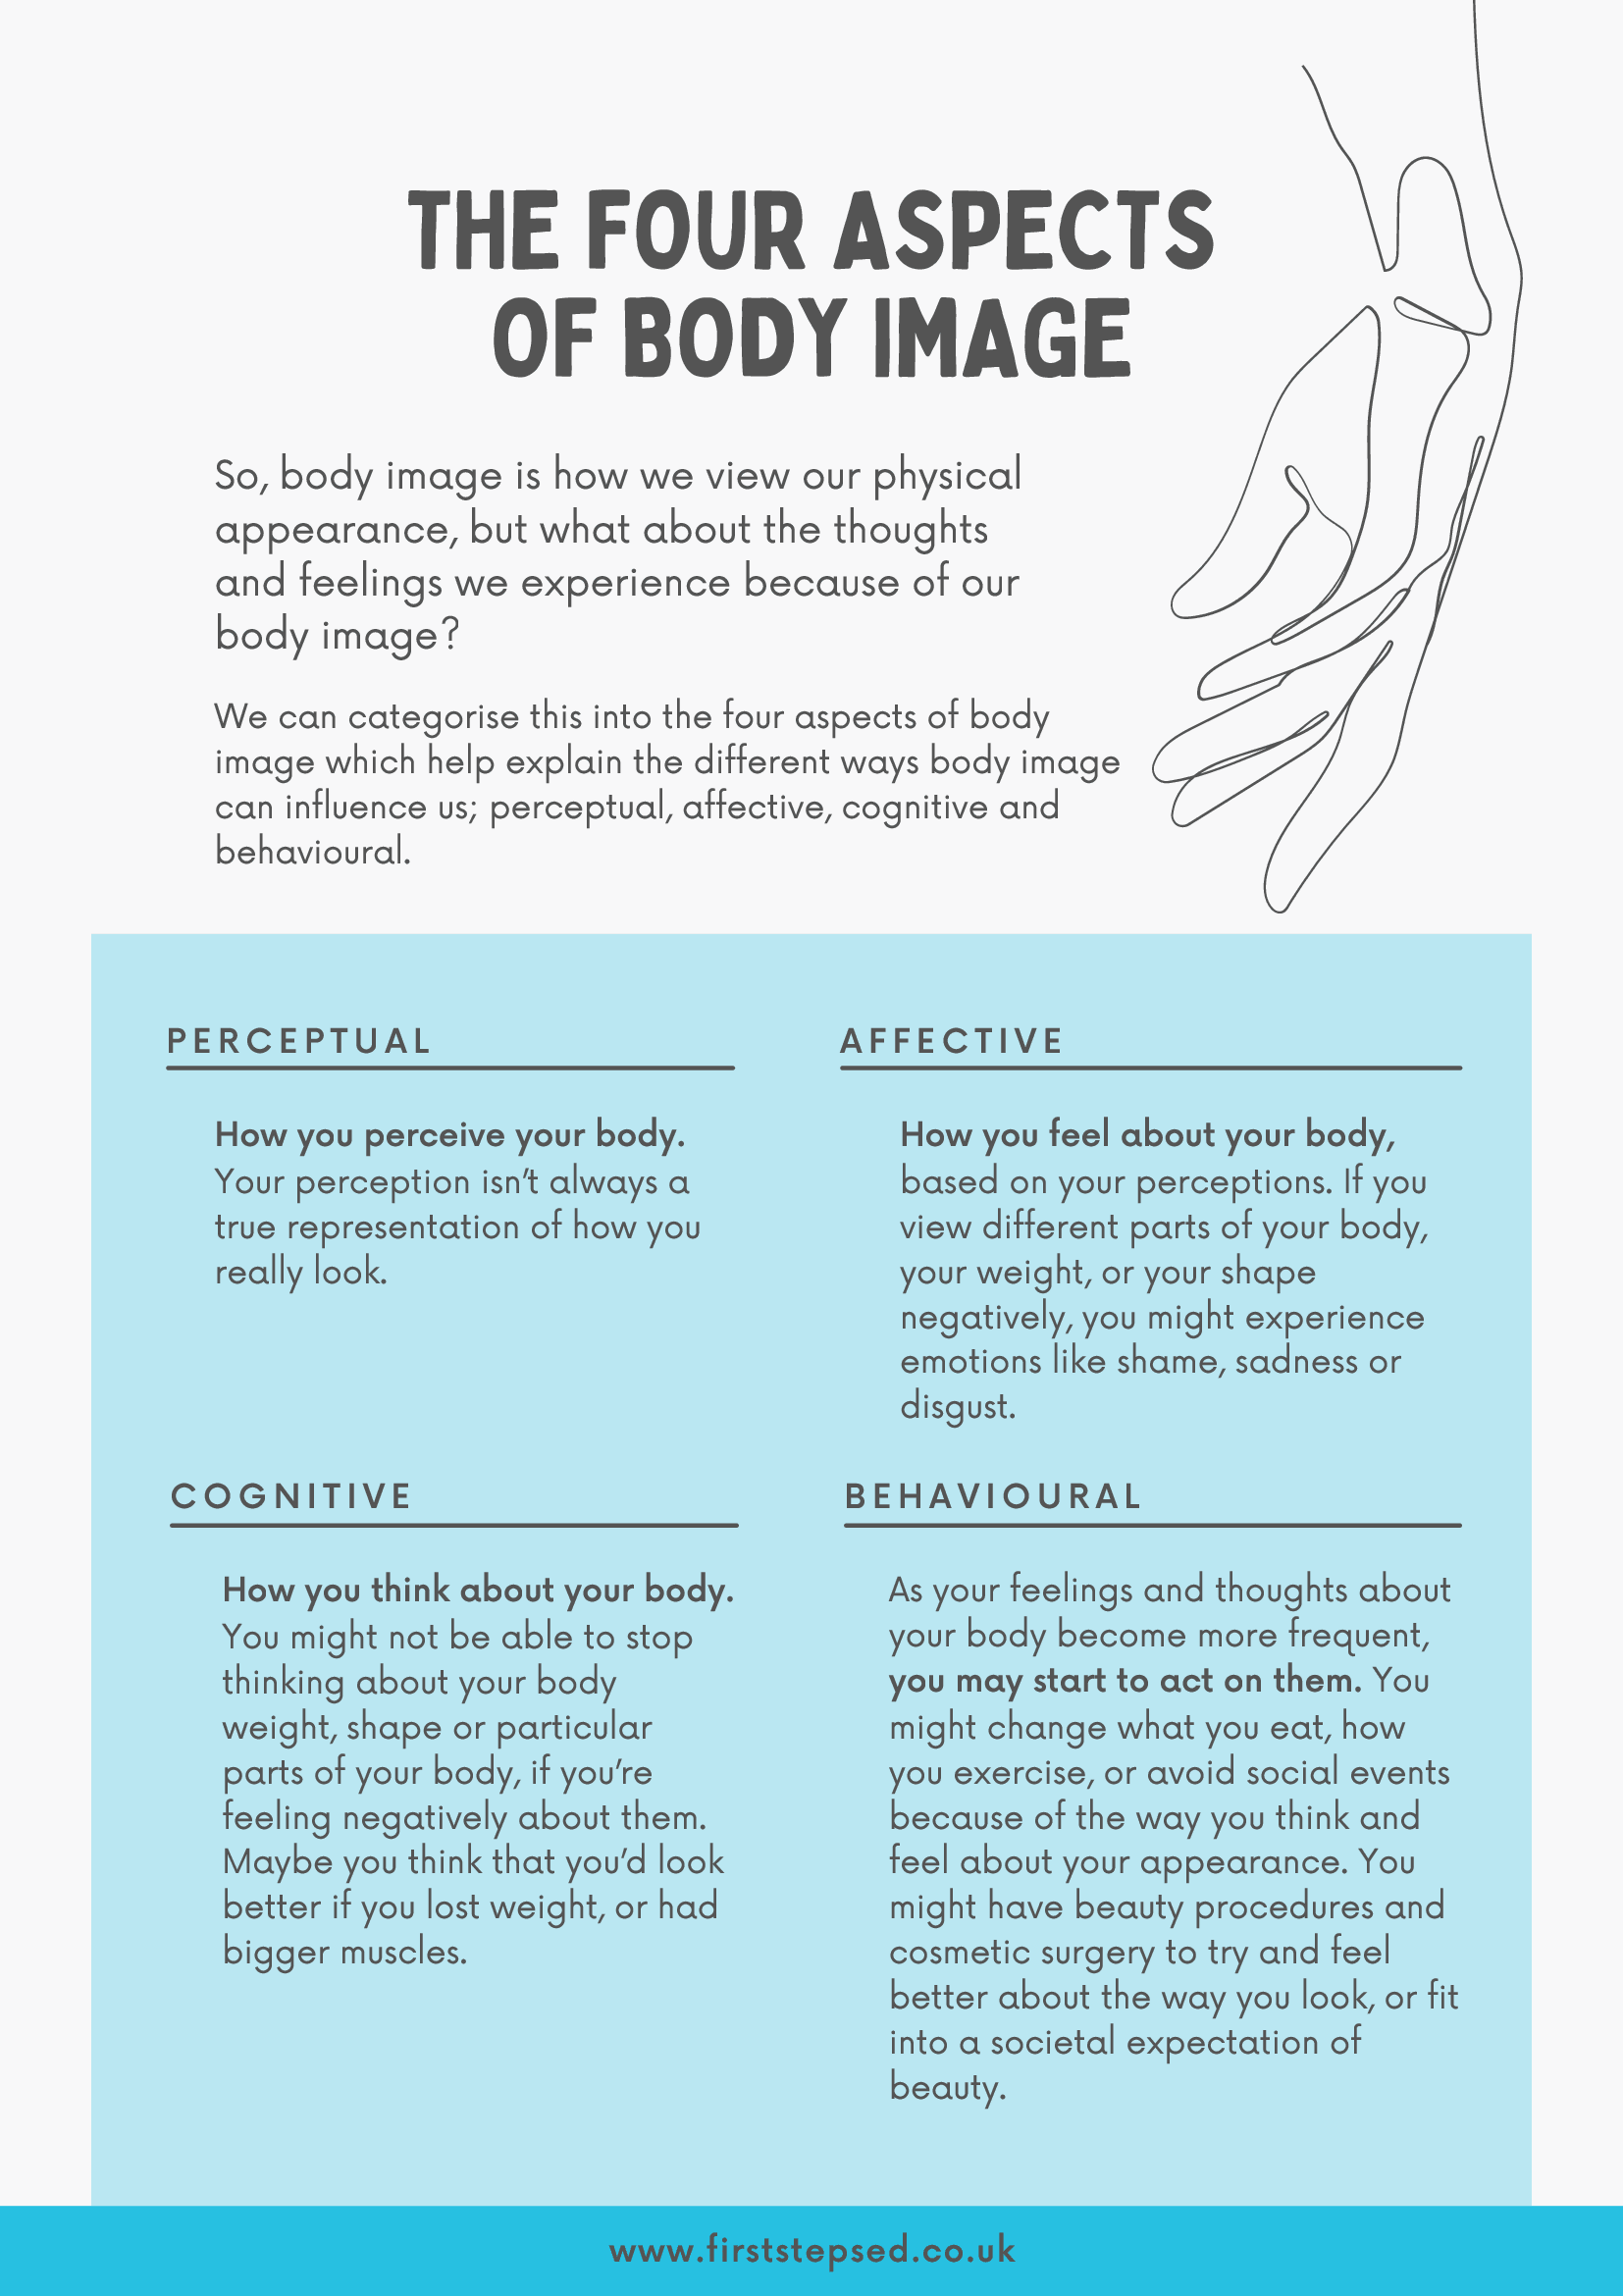 THE FOUR ASPECTS
OF BODY IMAGE
So, body image is how we view our physical
appearance, but what about the thoughts
and feelings we experience because of our
body image?
We can categorise this into the four aspects of body
image which help explain the different ways body image
can influence us; perceptual, affective, cognitive and
behavioural.
PERCEPTUAL
How you perceive your body.
Your perception isn't always a
true representation of how you
really look.
AFFECTIVE
How you feel about your body,
based on your perceptions. If you
view different parts of your body,
your weight, or your shape
negatively, you might experience
emotions like shame, sadness or
disgust.
COGNITIVE
How you think about your body.
You might not be able to stop
thinking about your body
weight, shape or particular
parts of your body, if you're
feeling negatively about them.
Maybe you think that you'd look
better if you lost weight, or had
bigger muscles.
BEHAVIOURAL
As your feelings and thoughts about
your body become more frequent,
you may start to act on them. You
might change what you eat, how
you exercise, or avoid social events
because of the way you think and
feel about your appearance. You
might have beauty procedures and
cosmetic surgery to try and feel
better about the way you look, or fit
into a societal expectation of
beauty.
www.firststepsed.co.uk